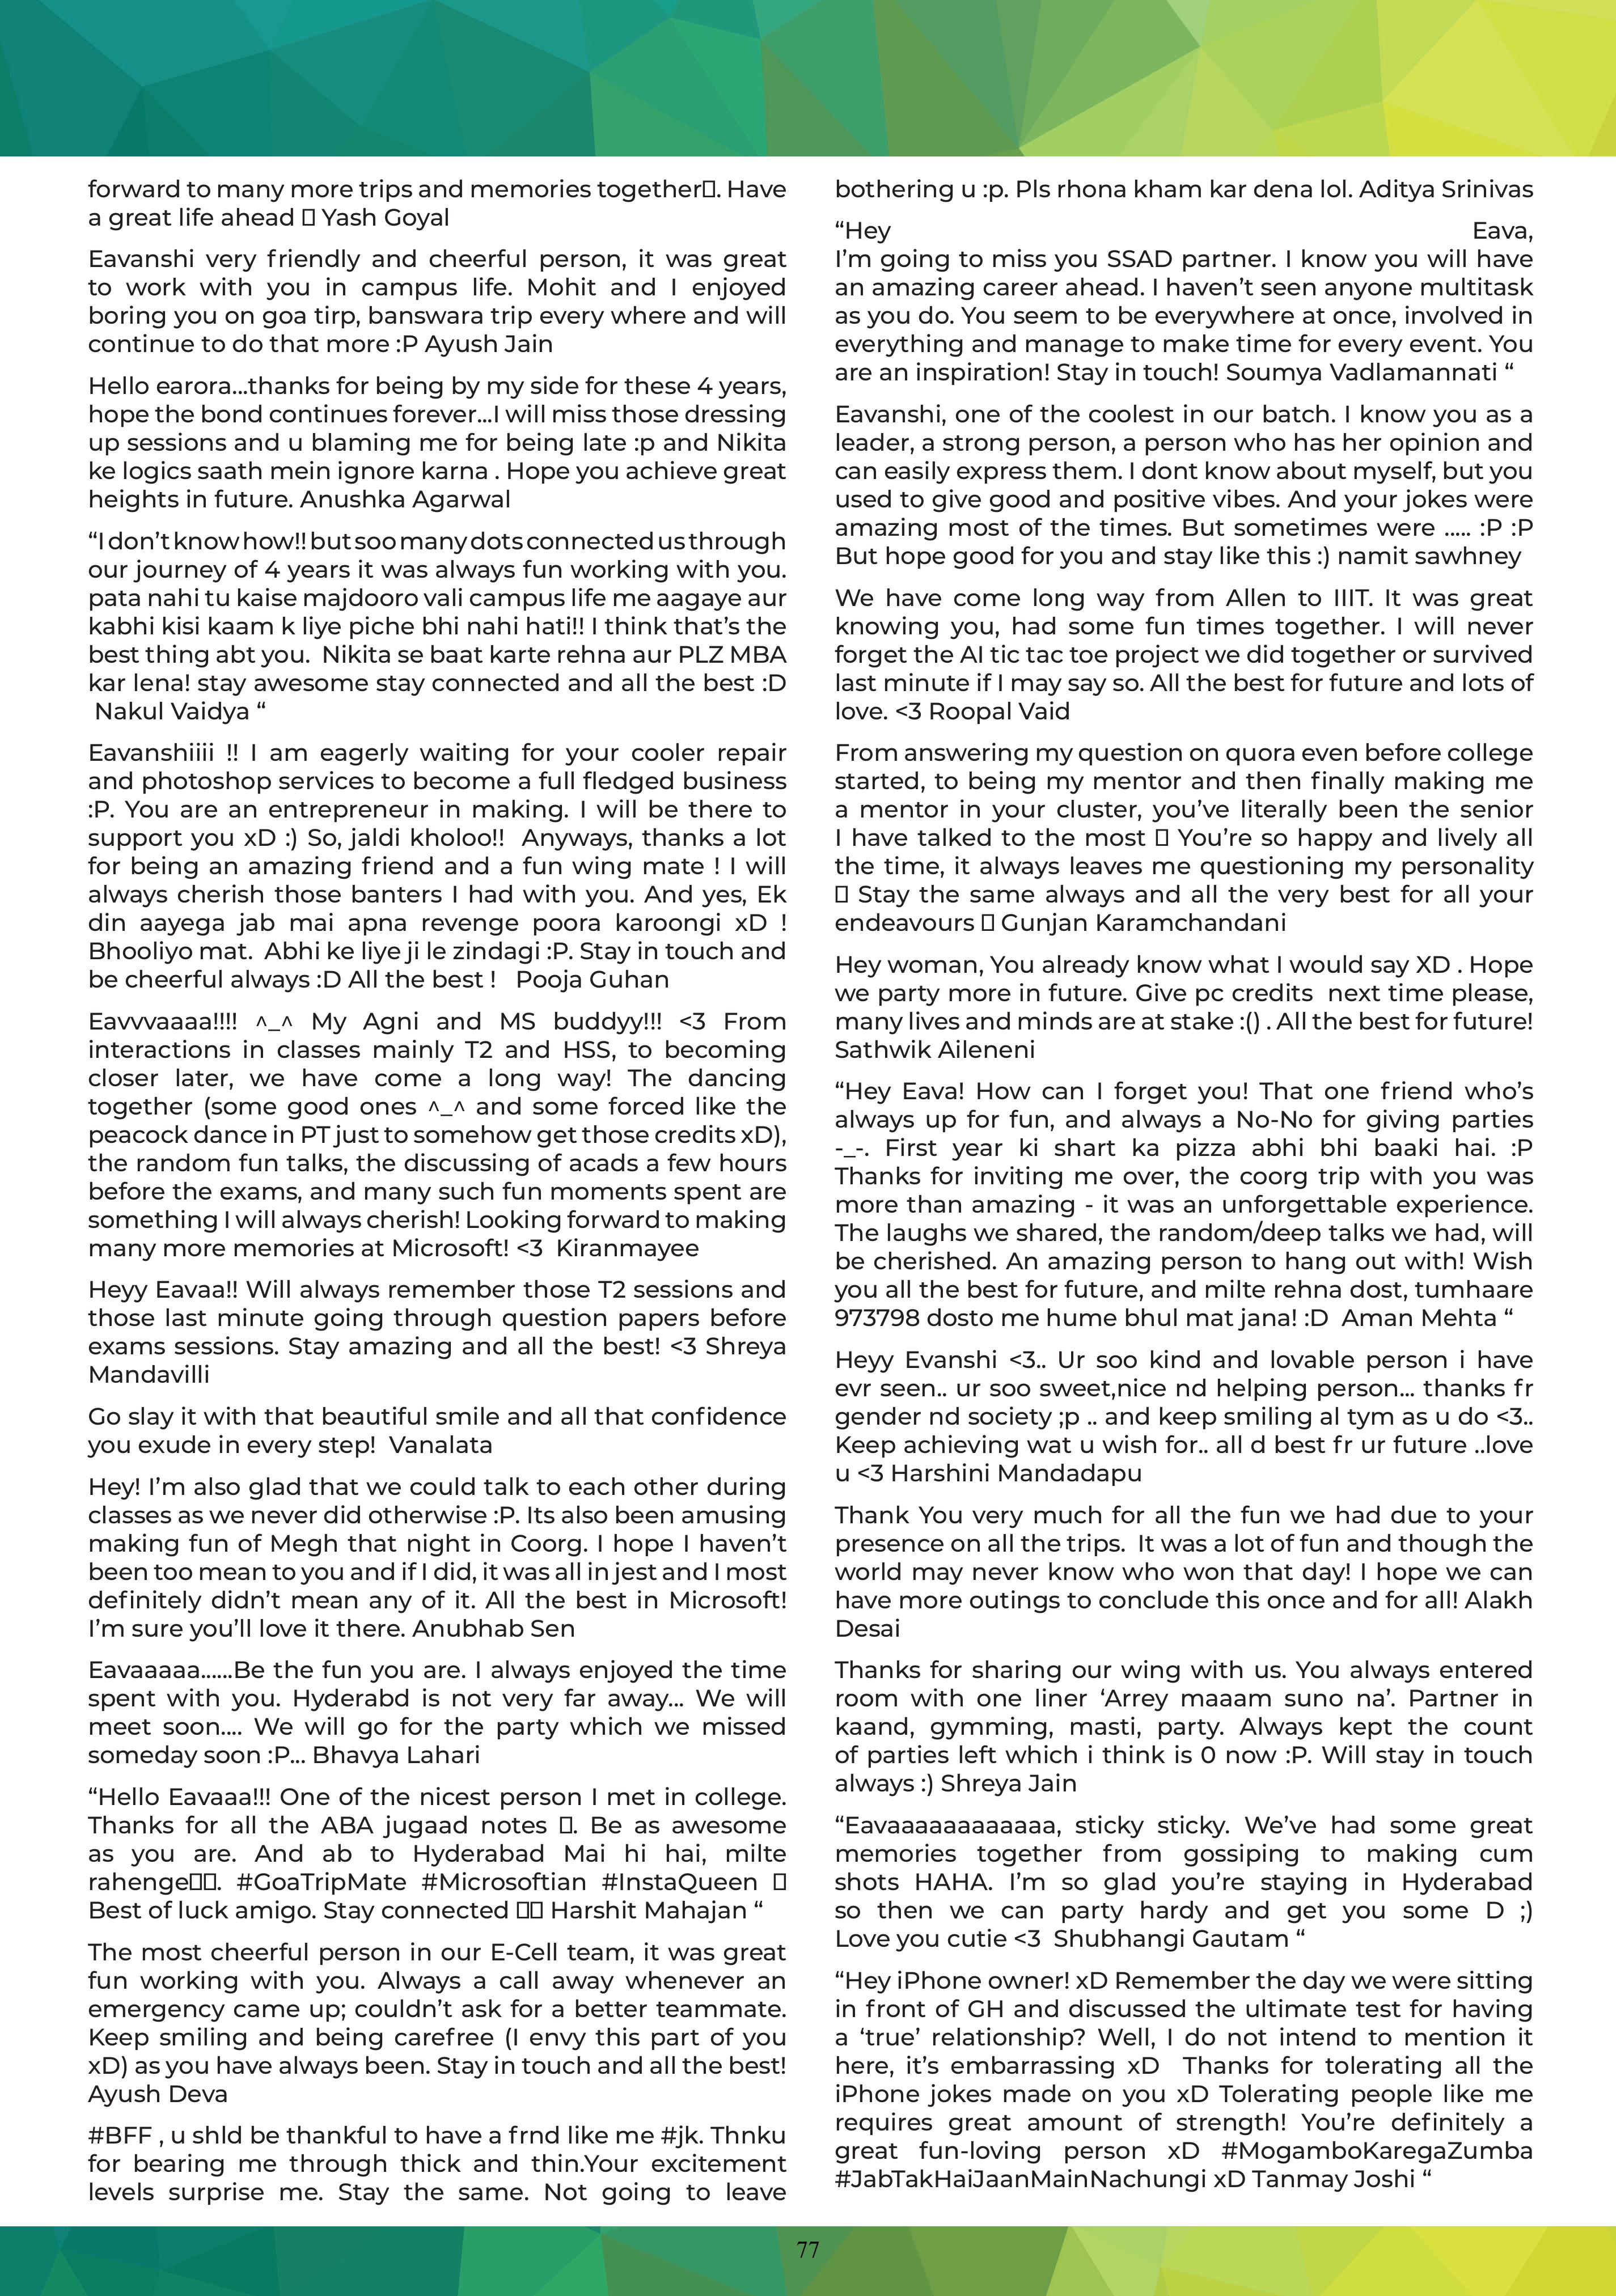 forward to many more trips and memories together▯. Have
a great life ahead ▯ Yash Goyal
Eavanshi very friendly and cheerful person, it was great
to work with you in campus life. Mohit and I enjoyed
boring you on goa tirp, banswara trip every where and will
continue to do that more :P Ayush Jain
Hello earora...thanks for being by my side for these 4 years,
hope the bond continues forever...I will miss those dressing
up sessions and u blaming me for being late :p and Nikita
ke logics saath mein ignore karna . Hope you achieve great
heights in future. Anushka Agarwal
“I don’t know how!! but soo many dots connected us through
our journey of 4 years it was always fun working with you.
pata nahi tu kaise majdooro vali campus life me aagaye aur
kabhi kisi kaam k liye piche bhi nahi hati!! I think that’s the
best thing abt you.  Nikita se baat karte rehna aur PLZ MBA
kar lena! stay awesome stay connected and all the best :D
Nakul Vaidya “
Eavanshiiii !! I am eagerly waiting for your cooler repair
and photoshop services to become a full fledged business
:P. You are an entrepreneur in making. I will be there to
support you xD :) So, jaldi kholoo!!  Anyways, thanks a lot
for being an amazing friend and a fun wing mate ! I will
always cherish those banters I had with you. And yes, Ek
din aayega jab mai apna revenge poora karoongi xD !
Bhooliyo mat.  Abhi ke liye ji le zindagi :P. Stay in touch and
be cheerful always :D All the best !   Pooja Guhan
Eavvvaaaa!!!! ^_^ My Agni and MS buddyy!!! <3 From
interactions in classes mainly T2 and HSS, to becoming
closer later, we have come a long way! The dancing
together (some good ones ^_^ and some forced like the
peacock dance in PT just to somehow get those credits xD),
the random fun talks, the discussing of acads a few hours
before the exams, and many such fun moments spent are
something I will always cherish! Looking forward to making
many more memories at Microsoft! <3  Kiranmayee
Heyy Eavaa!! Will always remember those T2 sessions and
those last minute going through question papers before
exams sessions. Stay amazing and all the best! <3 Shreya
Mandavilli
Go slay it with that beautiful smile and all that confidence
you exude in every step!  Vanalata
Hey! I’m also glad that we could talk to each other during
classes as we never did otherwise :P. Its also been amusing
making fun of Megh that night in Coorg. I hope I haven’t
been too mean to you and if I did, it was all in jest and I most
definitely didn’t mean any of it. All the best in Microsoft!
I’m sure you’ll love it there. Anubhab Sen
Eavaaaaa......Be the fun you are. I always enjoyed the time
spent with you. Hyderabd is not very far away... We will
meet soon.... We will go for the party which we missed
someday soon :P... Bhavya Lahari
“Hello Eavaaa!!! One of the nicest person I met in college.
Thanks for all the ABA jugaad notes ▯. Be as awesome
as you are. And ab to Hyderabad Mai hi hai, milte
rahenge▯▯. #GoaTripMate #Microsoftian #InstaQueen ▯
Best of luck amigo. Stay connected ▯▯ Harshit Mahajan “
The most cheerful person in our E-Cell team, it was great
fun working with you. Always a call away whenever an
emergency came up; couldn’t ask for a better teammate.
Keep smiling and being carefree (I envy this part of you
xD) as you have always been. Stay in touch and all the best!
Ayush Deva
#BFF , u shld be thankful to have a frnd like me #jk. Thnku
for bearing me through thick and thin.Your excitement
levels surprise me. Stay the same. Not going to leave
bothering u :p. Pls rhona kham kar dena lol. Aditya Srinivas
“Hey Eava,
I’m going to miss you SSAD partner. I know you will have
an amazing career ahead. I haven’t seen anyone multitask
as you do. You seem to be everywhere at once, involved in
everything and manage to make time for every event. You
are an inspiration! Stay in touch! Soumya Vadlamannati “
Eavanshi, one of the coolest in our batch. I know you as a
leader, a strong person, a person who has her opinion and
can easily express them. I dont know about myself, but you
used to give good and positive vibes. And your jokes were
amazing most of the times. But sometimes were ..... :P :P
But hope good for you and stay like this :) namit sawhney
We have come long way from Allen to IIIT. It was great
knowing you, had some fun times together. I will never
forget the AI tic tac toe project we did together or survived
last minute if I may say so. All the best for future and lots of
love. <3 Roopal Vaid
From answering my question on quora even before college
started, to being my mentor and then finally making me
a mentor in your cluster, you’ve literally been the senior
I have talked to the most ▯ You’re so happy and lively all
the time, it always leaves me questioning my personality
▯ Stay the same always and all the very best for all your
endeavours ▯ Gunjan Karamchandani
Hey woman, You already know what I would say XD . Hope
we party more in future. Give pc credits  next time please,
many lives and minds are at stake :() . All the best for future!
Sathwik Aileneni
“Hey Eava! How can I forget you! That one friend who’s
always up for fun, and always a No-No for giving parties
-_-. First year ki shart ka pizza abhi bhi baaki hai. :P
Thanks for inviting me over, the coorg trip with you was
more than amazing - it was an unforgettable experience.
The laughs we shared, the random/deep talks we had, will
be cherished. An amazing person to hang out with! Wish
you all the best for future, and milte rehna dost, tumhaare
973798 dosto me hume bhul mat jana! :D  Aman Mehta “
Heyy Evanshi <3.. Ur soo kind and lovable person i have
evr seen.. ur soo sweet,nice nd helping person... thanks fr
gender nd society ;p .. and keep smiling al tym as u do <3..
Keep achieving wat u wish for.. all d best fr ur future ..love
u <3 Harshini Mandadapu
Thank You very much for all the fun we had due to your
presence on all the trips.  It was a lot of fun and though the
world may never know who won that day! I hope we can
have more outings to conclude this once and for all! Alakh
Desai
Thanks for sharing our wing with us. You always entered
room with one liner ‘Arrey maaam suno na’. Partner in
kaand, gymming, masti, party. Always kept the count
of parties left which i think is 0 now :P. Will stay in touch
always :) Shreya Jain
“Eavaaaaaaaaaaaa, sticky sticky. We’ve had some great
memories together from gossiping to making cum
shots HAHA. I’m so glad you’re staying in Hyderabad
so then we can party hardy and get you some D ;)
Love you cutie <3  Shubhangi Gautam “
“Hey iPhone owner! xD Remember the day we were sitting
in front of GH and discussed the ultimate test for having
a ‘true’ relationship? Well, I do not intend to mention it
here, it’s embarrassing xD  Thanks for tolerating all the
iPhone jokes made on you xD Tolerating people like me
requires great amount of strength! You’re definitely a
great fun-loving person xD #MogamboKaregaZumba
#JabTakHaiJaanMainNachungi xD Tanmay Joshi “
77